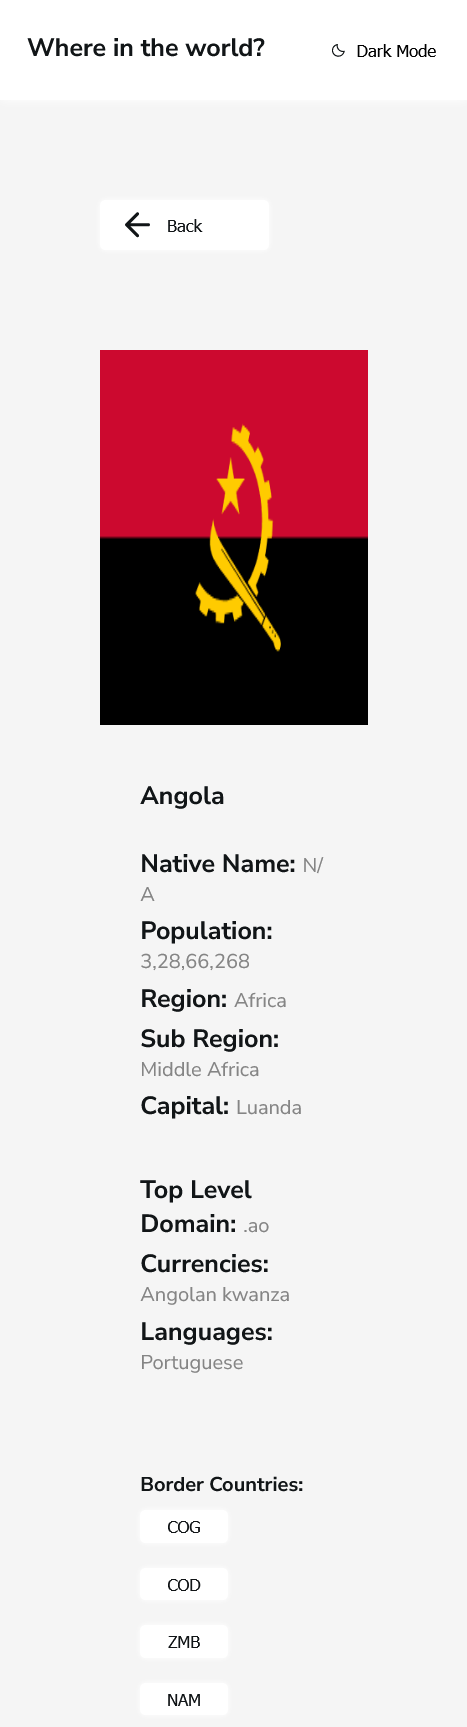 Where in the world?
Dark Mode
Back
Angola
Native Name: N/
A
Population:
3,28,66,268
Region: Africa
Sub Region:
Middle Africa
Capital: Luanda
Top Level
Domain: .ao
Currencies:
Angolan kwanza
Languages:
Portuguese
Border Countries:
COG
COD
ZMB
NAM